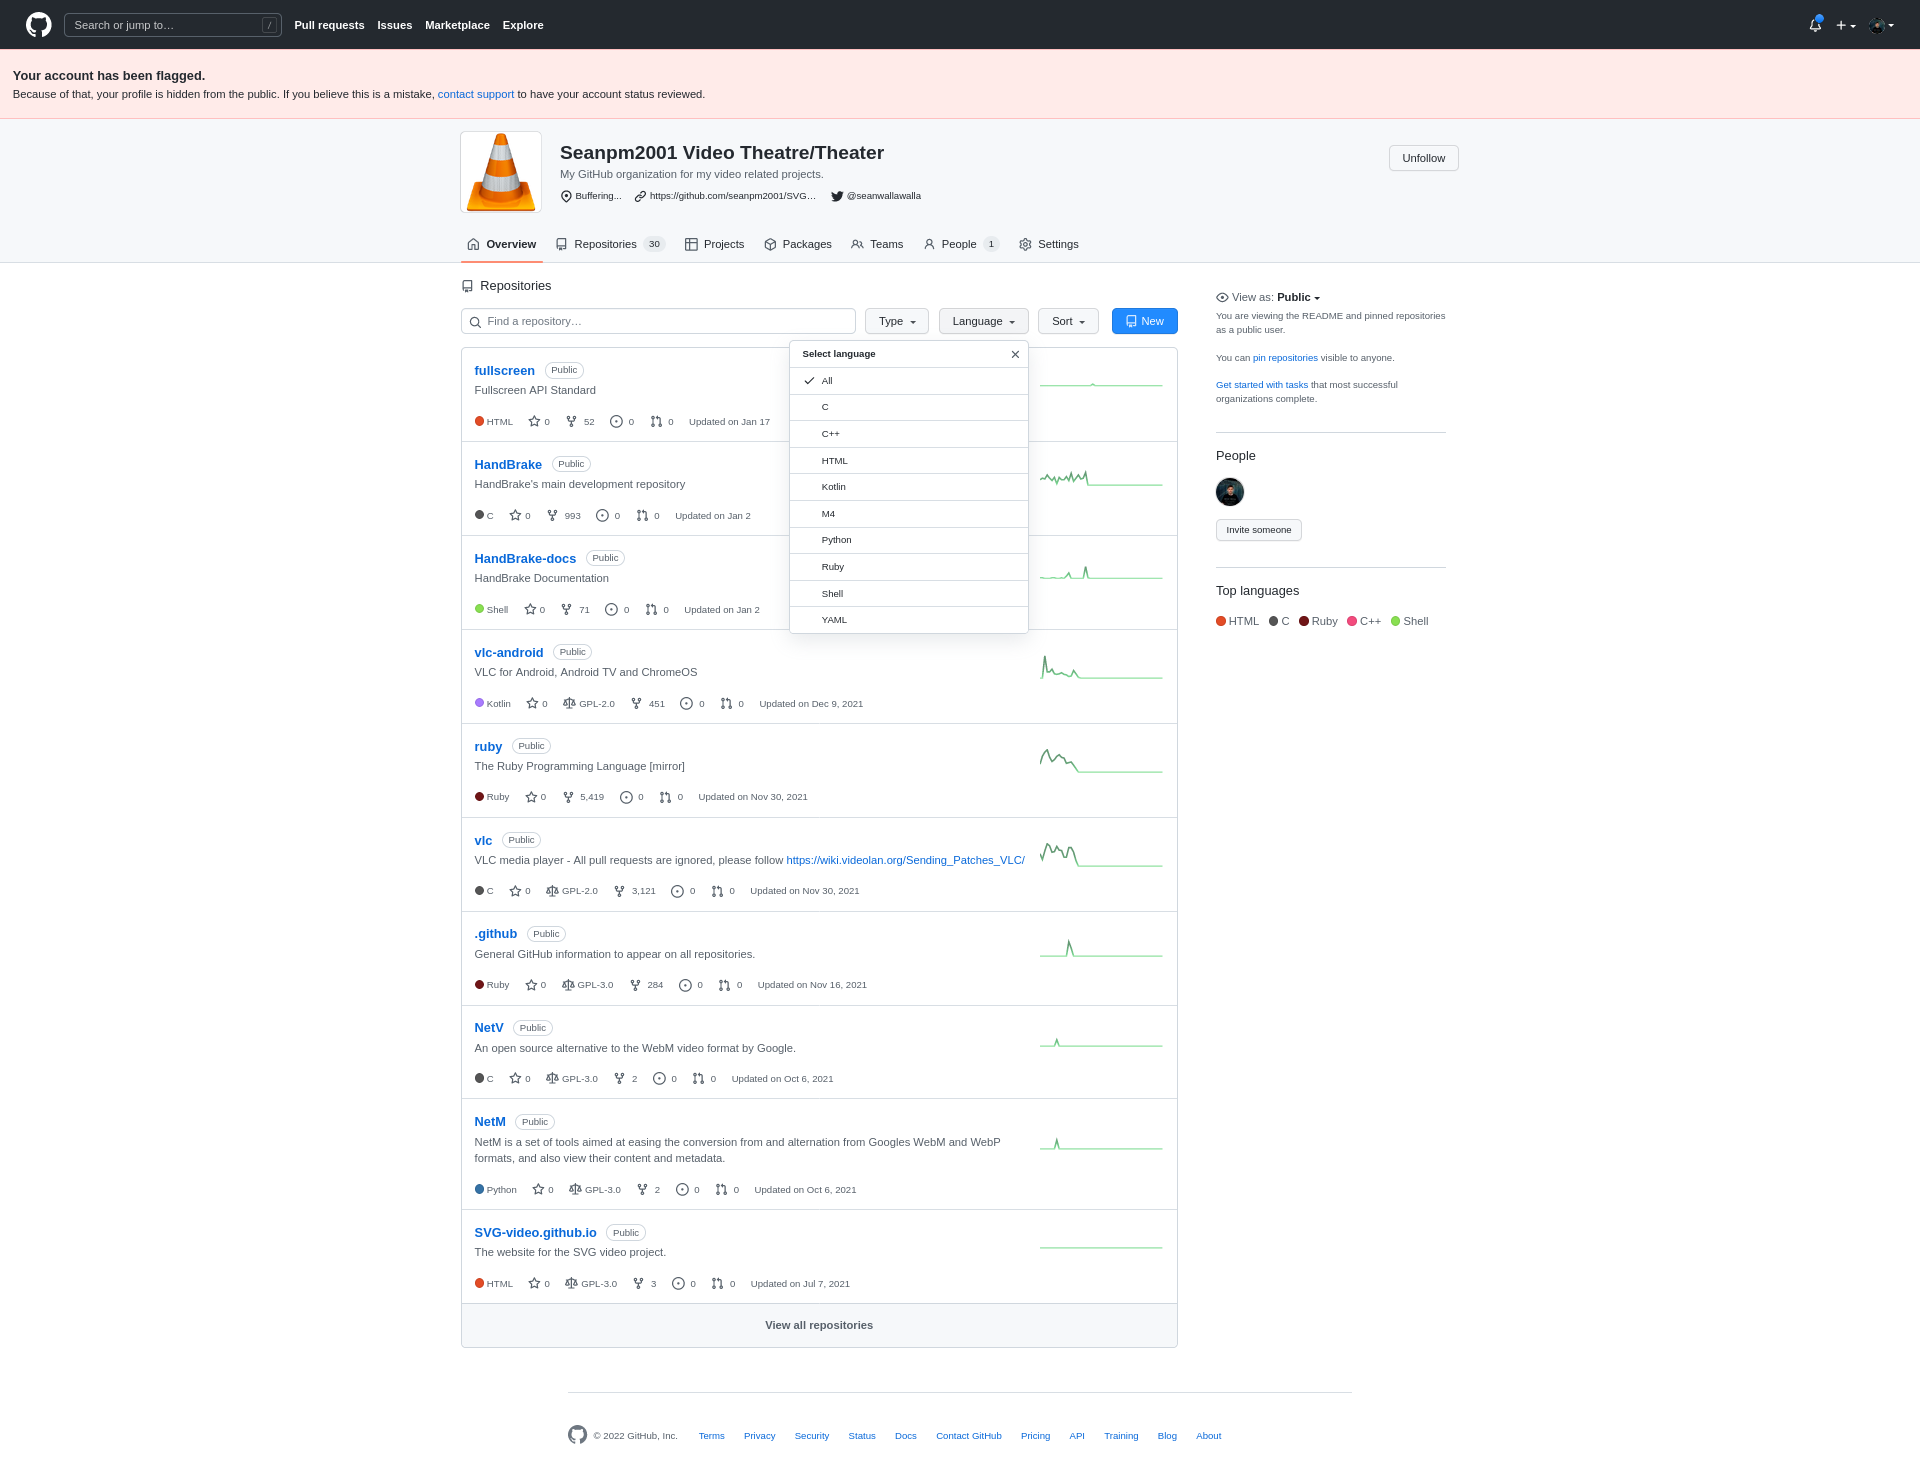 Search or jump to…
/
Pull requests
Issues
Marketplace
Explore
Your account has been flagged.
Because of that, your profile is hidden from the public. If you believe this is a mistake, contact support to have your account status reviewed.
Seanpm2001 Video Theatre/Theater
My GitHub organization for my video related projects.
Buffering...
https://github.com/seanpm2001/SVG…
@seanwallawalla
Unfollow
Overview
Repositories 30
Projects
Packages
Teams
People 1
Settings
Repositories
Find a repository…
Type
Language
Sort
New
Select language
All
C
C++
HTML
Kotlin
M4
Python
Ruby
Shell
YAML
fullscreen Public
Fullscreen API Standard
HTML 0 52 0 0 Updated on Jan 17
HandBrake Public
HandBrake's main development repository
C 0 993 0 0 Updated on Jan 2
HandBrake-docs Public
HandBrake Documentation
Shell 0 71 0 0 Updated on Jan 2
vlc-android Public
VLC for Android, Android TV and ChromeOS
Kotlin 0 GPL-2.0 451 0 0 Updated on Dec 9, 2021
ruby Public
The Ruby Programming Language [mirror]
Ruby 0 5,419 0 0 Updated on Nov 30, 2021
vlc Public
VLC media player - All pull requests are ignored, please follow https://wiki.videolan.org/Sending_Patches_VLC/
C 0 GPL-2.0 3,121 0 0 Updated on Nov 30, 2021
.github Public
General GitHub information to appear on all repositories.
Ruby 0 GPL-3.0 284 0 0 Updated on Nov 16, 2021
NetV Public
An open source alternative to the WebM video format by Google.
C 0 GPL-3.0 2 0 0 Updated on Oct 6, 2021
NetM Public
NetM is a set of tools aimed at easing the conversion from and alternation from Googles WebM and WebP
formats, and also view their content and metadata.
Python 0 GPL-3.0 2 0 0 Updated on Oct 6, 2021
SVG-video.github.io Public
The website for the SVG video project.
HTML 0 GPL-3.0 3 0 0 Updated on Jul 7, 2021
View all repositories
View as: Public
You are viewing the README and pinned repositories
as a public user.
You can pin repositories visible to anyone.
Get started with tasks that most successful
organizations complete.
People
Invite someone
Top languages
HTML C Ruby C++ Shell
© 2022 GitHub, Inc.
Terms
Privacy
Security
Status
Docs
Contact GitHub
Pricing
API
Training
Blog
About